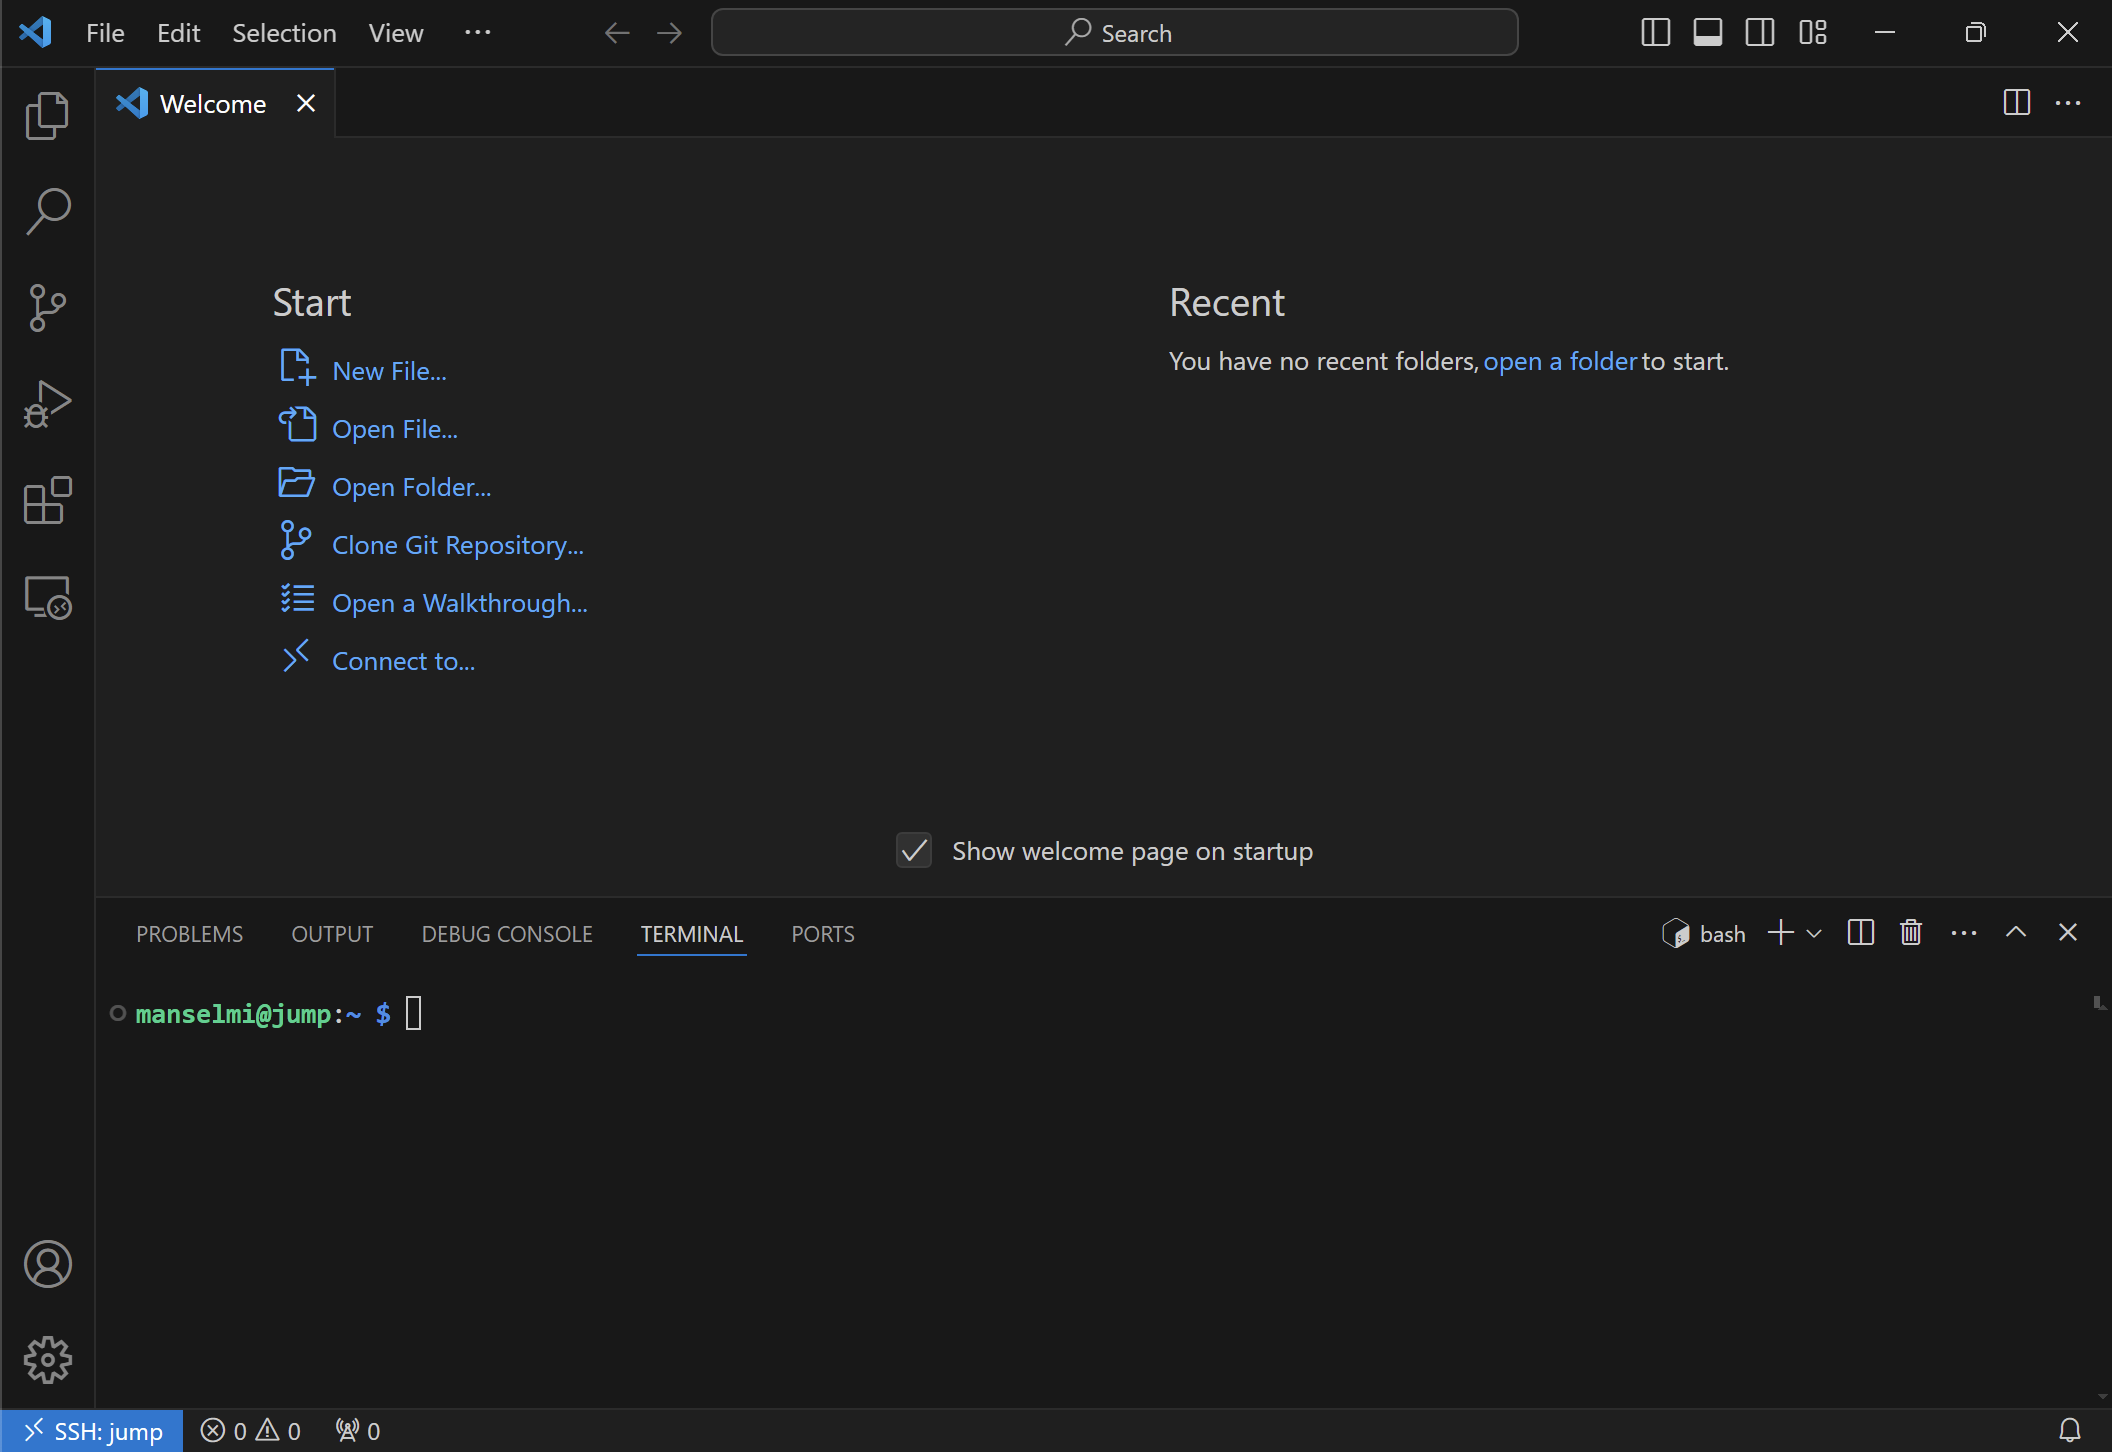 File Edit Selection View ··· Search
Welcome
Start
New File...
Open File...
Open Folder...
Clone Git Repository...
Open a Walkthrough...
Connect to...
Recent
You have no recent folders, open a folder to start.
Show welcome page on startup
PROBLEMS OUTPUT DEBUG CONSOLE TERMINAL PORTS bash
manselmi@jump:~ $
SSH: jump 0 0 0